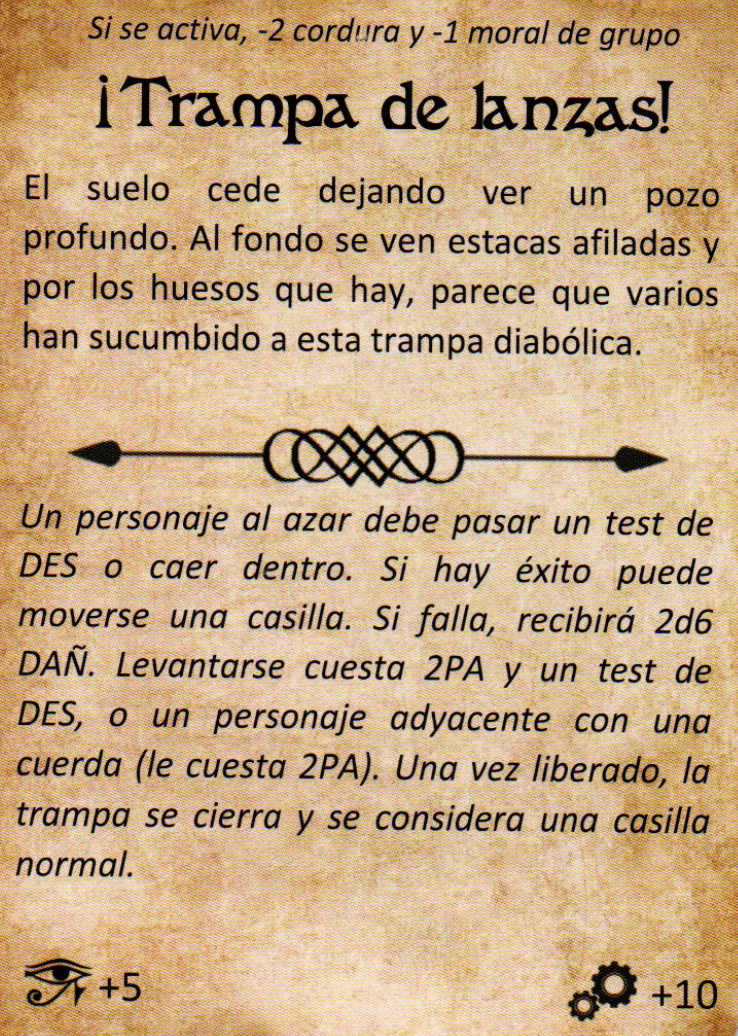 Si se activa, -2 cordura y -1 moral de grupo
¡Trampa de lanzas!
El suelo cede dejando ver un pozo
profundo. Al fondo se ven estacas afiladas y
por los huesos que hay, parece que varios
han sucumbido a esta trampa diabólica.
Un personaje al azar debe pasar un test de
DES o caer dentro. Si hay éxito puede
moverse una casilla. Si falla, recibirá 2d6
DAÑ. Levantarse cuesta 2PA y un test de
DES, o un personaje adyacente con una
cuerda (le cuesta 2PA). Una vez liberado, la
trampa se cierra y se considera una casilla
normal.
+5
+10